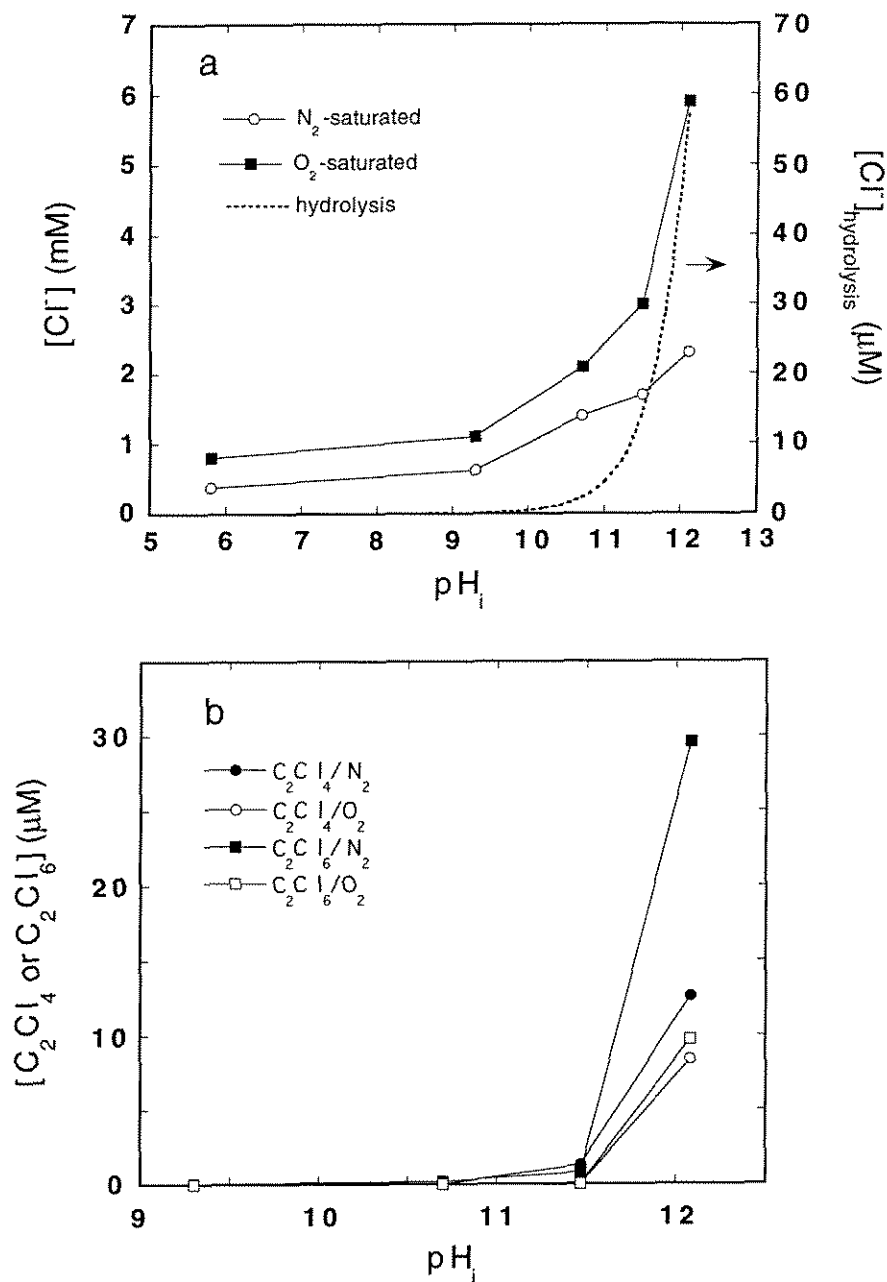 a
N₂-saturated
O₂-saturated
hydrolysis
[Cl⁻] (mM)
7
6
5
4
3
2
1
0
[Cl⁻]hydrolysis (μM)
70
60
50
40
30
20
10
0
5 6 7 8 9 10 11 12 13
pHᵢ
b
C₂Cl₄/N₂
C₂Cl₄/O₂
C₂Cl₆/N₂
C₂Cl₆/O₂
[C₂Cl₄ or C₂Cl₆] (μM)
30
20
10
0
9 10 11 12
pHᵢ